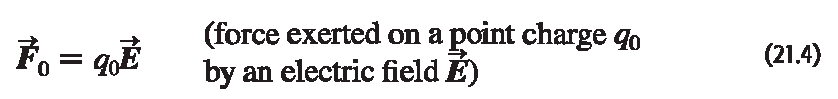 F⃗₀ = q₀E⃗ (force exerted on a point charge q₀ (21.4)
by an electric field E⃗)